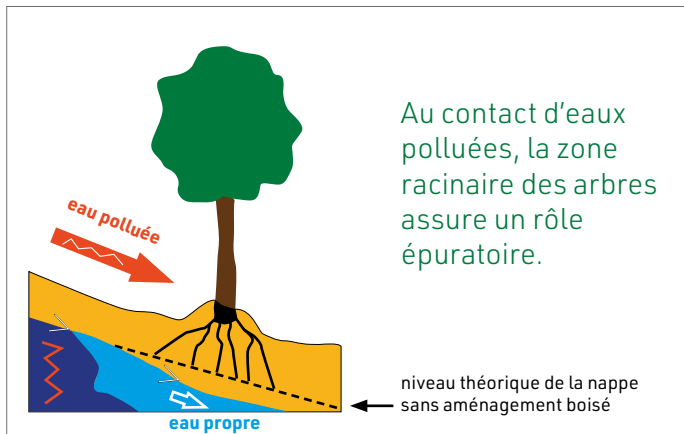 Au contact d'eaux
polluées, la zone
racinaire des arbres
assure un rôle
épuratoire.
eau polluée
niveau théorique de la nappe
sans aménagement boisé
eau propre